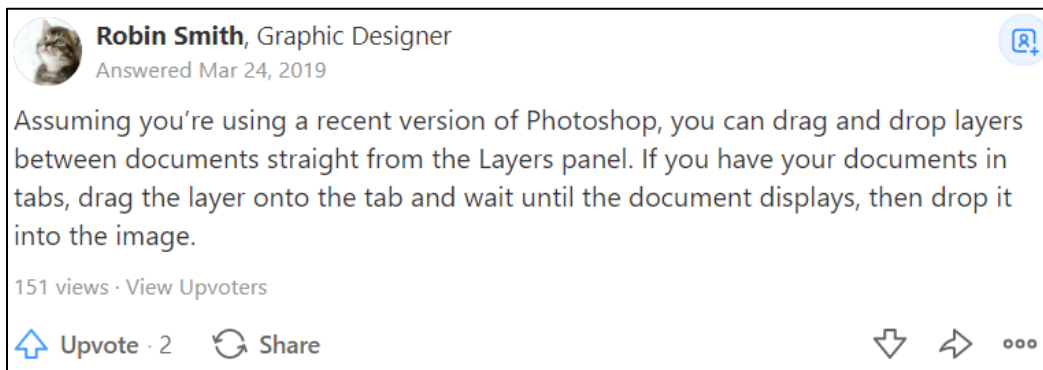 Robin Smith, Graphic Designer
Answered Mar 24, 2019
Assuming you’re using a recent version of Photoshop, you can drag and drop layers
between documents straight from the Layers panel. If you have your documents in
tabs, drag the layer onto the tab and wait until the document displays, then drop it
into the image.
151 views · View Upvoters
Upvote · 2 Share